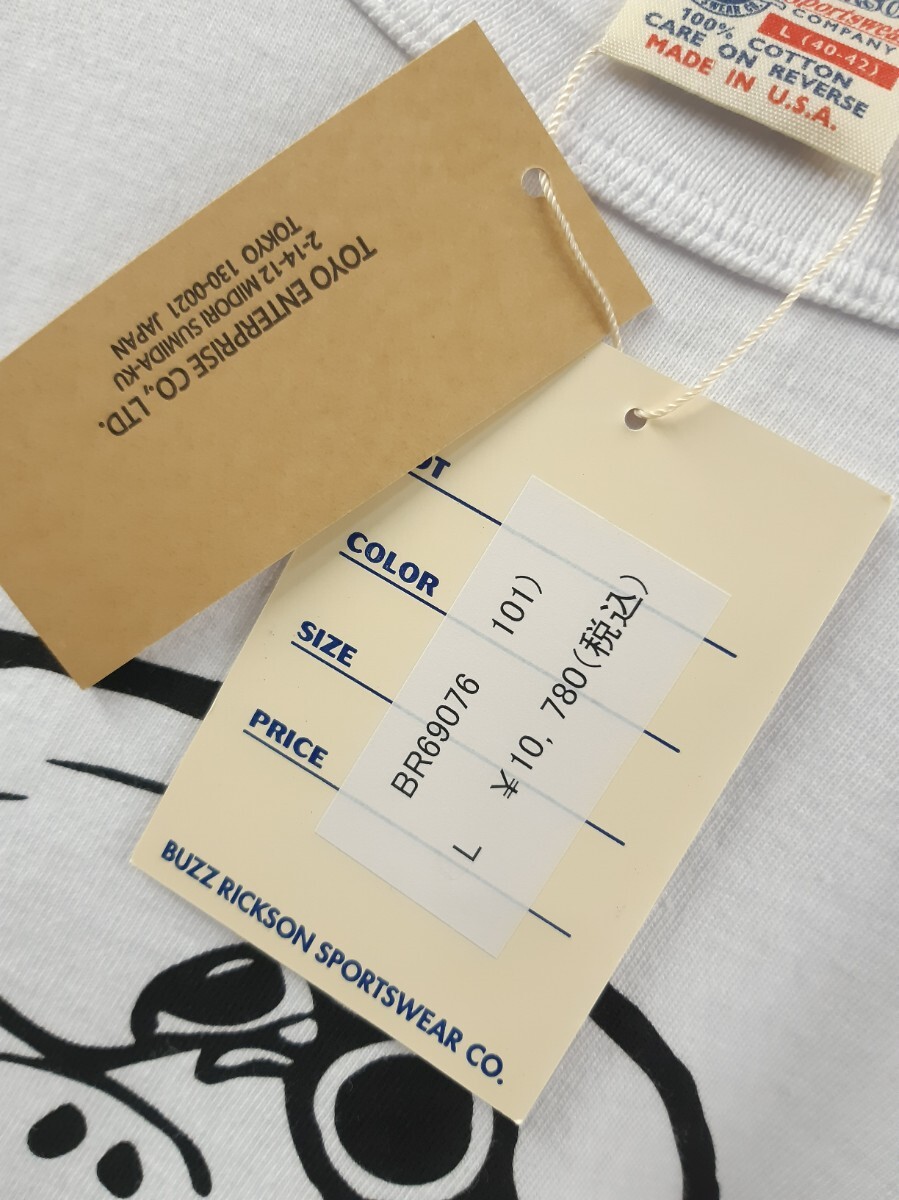 Sportswear
COMPANY
L (40-42)
100% COTTON
CARE ON REVERSE
MADE IN U.S.A.
TOYO ENTERPRISE CO., LTD.
2-14-12 MIDORI SUMIDA-KU
TOKYO 130-0021 JAPAN
COLOR
SIZE
PRICE
BR69076 101)
L ¥10, 780(税込)
BUZZ RICKSON SPORTSWEAR CO.